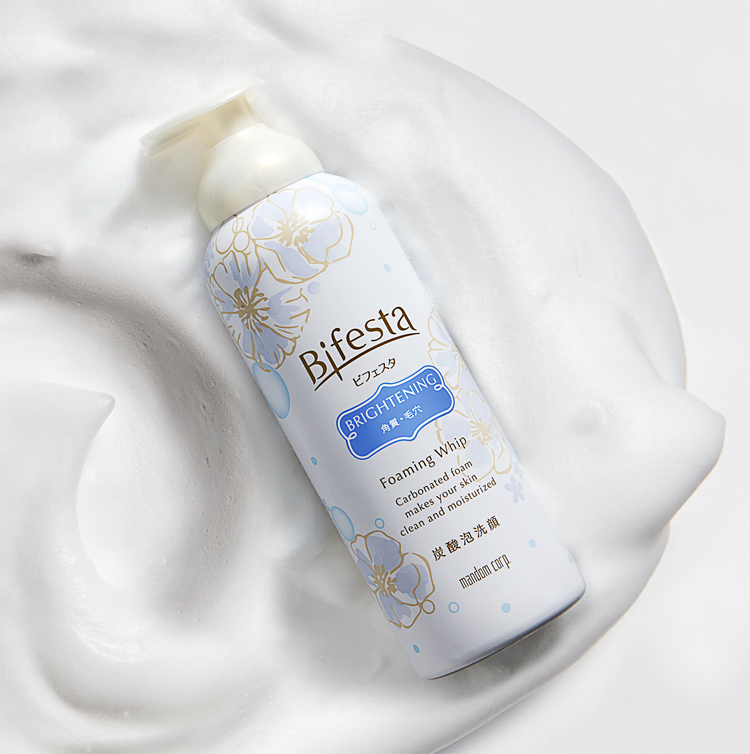 Bifesta
ビフェスタ
BRIGHTENING
角質・毛穴
Foaming Whip
Carbonated foam
makes your skin
clean and moisturized
炭酸泡洗顔
mandom corp.